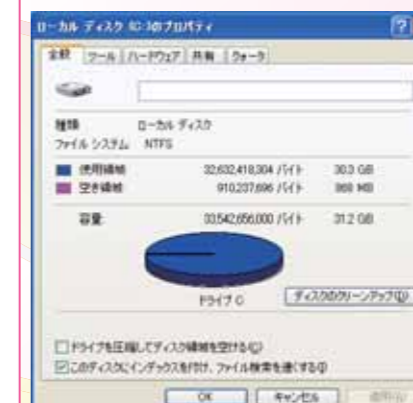 ローカル ディスク (C:)のプロパティ
全般 ツール ハードウェア 共有 クォータ
種類 ローカル ディスク
ファイル システム NTFS
使用領域 32,632,418,304 バイト 30.3 GB
空き領域 910,237,696 バイト 868 MB
容量 33,542,656,000 バイト 31.2 GB
ドライブ C
ディスクのクリーンアップ(D)
ドライブを圧縮してディスク領域を空ける(C)
このディスクにインデックスを付け、ファイル検索を速くする(I)
OK キャンセル 適用(A)